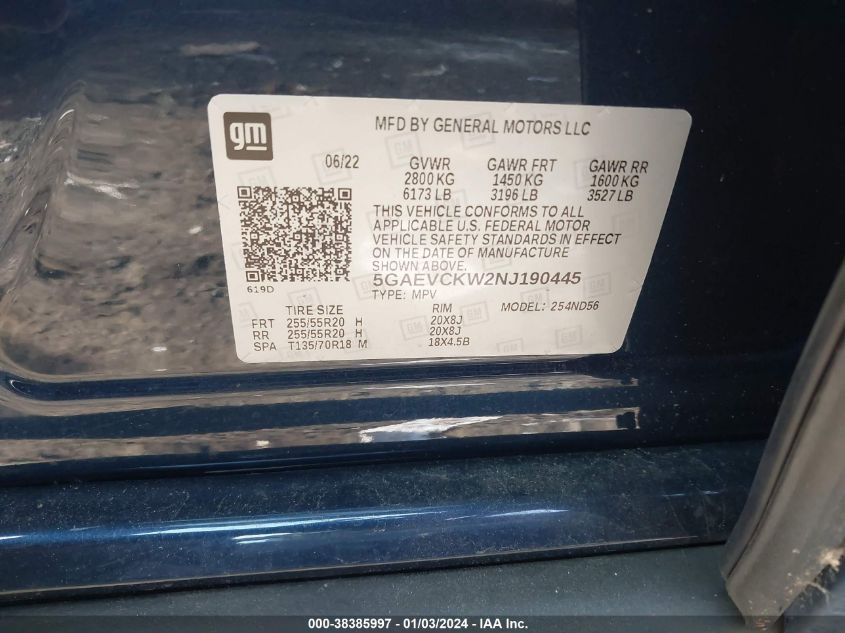 gm
MFD BY GENERAL MOTORS LLC
06/22 GVWR GAWR FRT GAWR RR
2800 KG 1450 KG 1600 KG
6173 LB 3196 LB 3527 LB
THIS VEHICLE CONFORMS TO ALL
APPLICABLE U.S. FEDERAL MOTOR
VEHICLE SAFETY STANDARDS IN EFFECT
ON THE DATE OF MANUFACTURE
SHOWN ABOVE.
619D 5GAEVCKW2NJ190445
TYPE: MPV MODEL: 254ND56
TIRE SIZE RIM
FRT 255/55R20 H 20X8J
RR 255/55R20 H 20X8J
SPA T135/70R18 M 18X4.5B
000-38385997 - 01/03/2024 - IAA Inc.